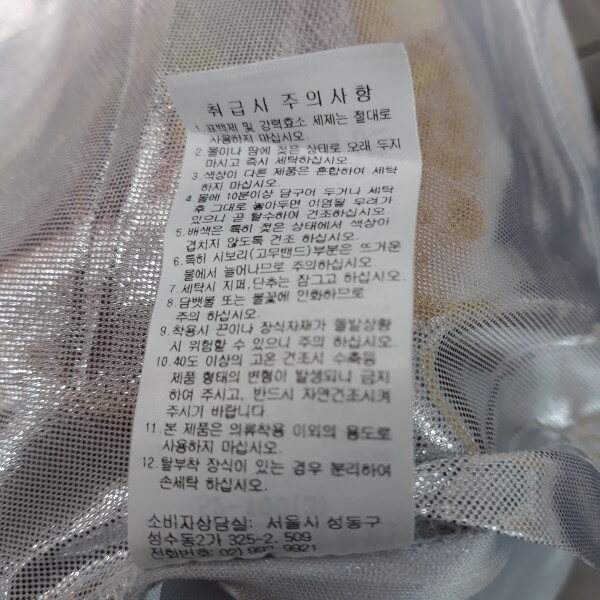 취급시 주의사항
1. 표백제 및 강력효소 세제는 절대로
사용하지 마십시오.
2. 물이나 땀에 젖은 상태로 오래 두지
마시고 즉시 세탁하십시오.
3. 색상이 다른 제품은 혼합하여 세탁
하지 마십시오.
4. 물에 10분이상 담구어 두거나 세탁
후 그대로 놓아두면 이염될 우려가
있으니 곧 탈수하여 건조하십시오.
5. 배색은 특히 젖은 상태에서 색상이
겹치지 않도록 건조 하십시오.
6. 특히 시보리(고무밴드)부분은 뜨거운
물에서 늘어나므로 주의하십시오.
7. 세탁시 지퍼,단추는 잠그고 하십시오.
8. 담뱃불 또는 불꽃에 인화하므로
주의 하십시오.
9. 착용시 끈이나 장식자재가 돌발상황
시 위험할 수 있으니 주의 하십시오.
10. 40도 이상의 고온 건조시 수축등
제품 형태의 변형이 발생되니 금지
하여 주시고, 반드시 자연건조시켜
주시기 바랍니다.
11. 본 제품은 의류착용 이외의 용도로
사용하지 마십시오.
12. 탈부착 장식이 있는 경우 분리하여
손세탁 하십시오.
소비자상담실: 서울시 성동구
성수동2가 325-2. 509
전화번호: 02) 9921